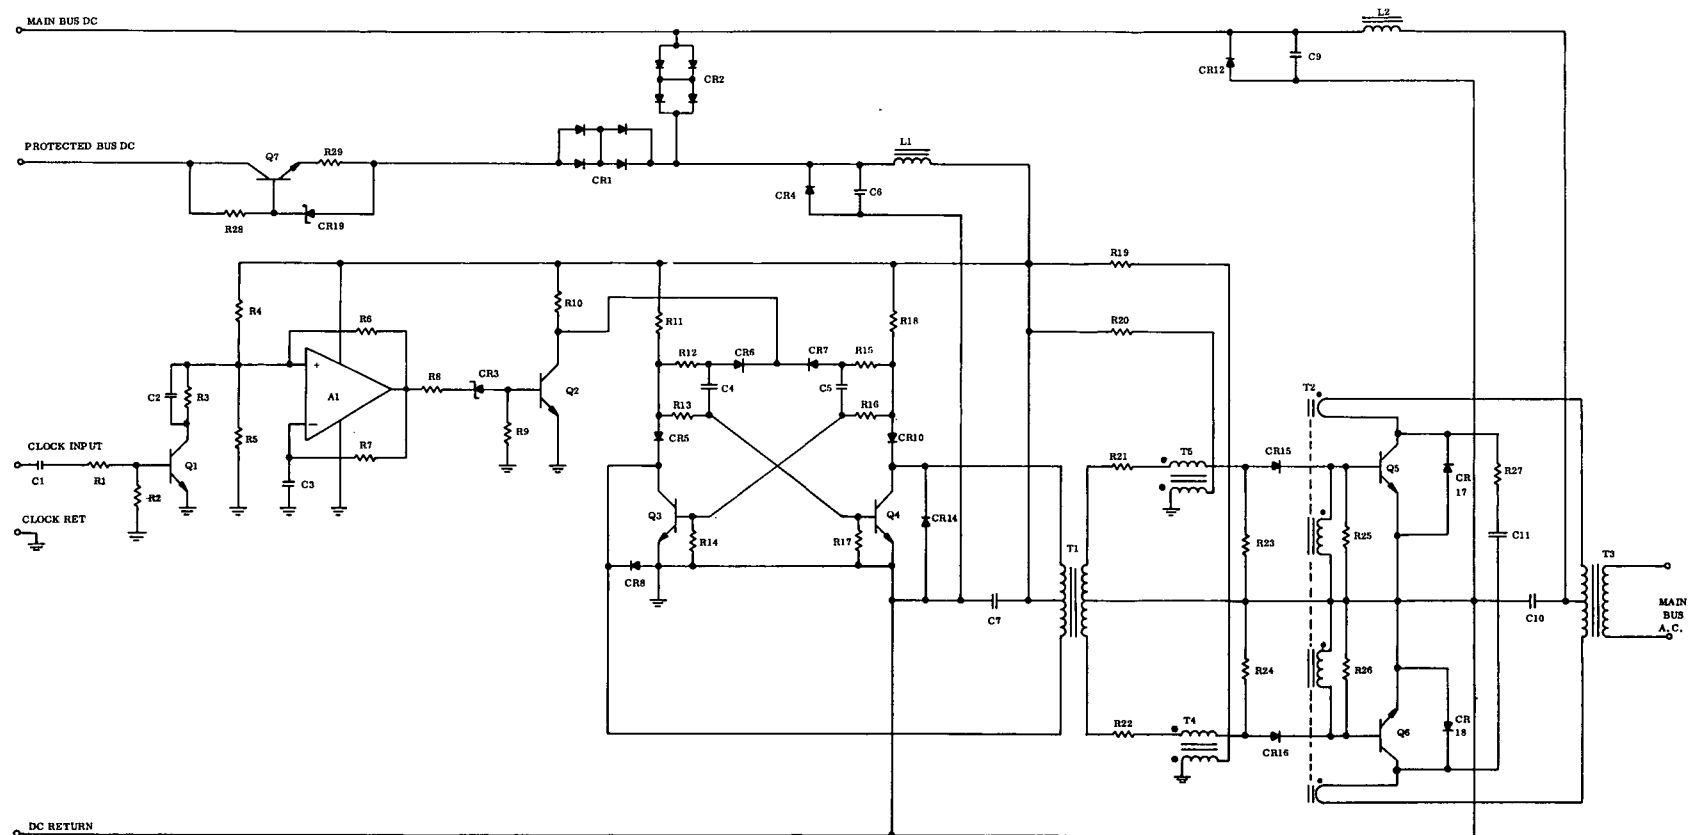 MAIN BUS DC
L2
CR2
CR12
C9
PROTECTED BUS DC
Q7
R29
L1
CR1
CR4
C6
R28
CR19
R19
R4
R10
R6
R11
R18
R20
R12
CR6
CR7
R15
C2
R3
A1
+
−
R8
CR3
Q2
C4
C5
T2
R13
R16
R5
R7
R9
CR5
CR10
CLOCK INPUT
C1
R1
Q1
R2
C3
R21
T5
CR15
Q5
CR
17
R27
CLOCK RET
Q3
Q4
CR14
R14
R17
R23
R25
C11
T1
T3
CR8
C7
C10
MAIN
BUS
A.C.
R24
R26
R22
T4
CR16
Q6
CR
18
DC RETURN